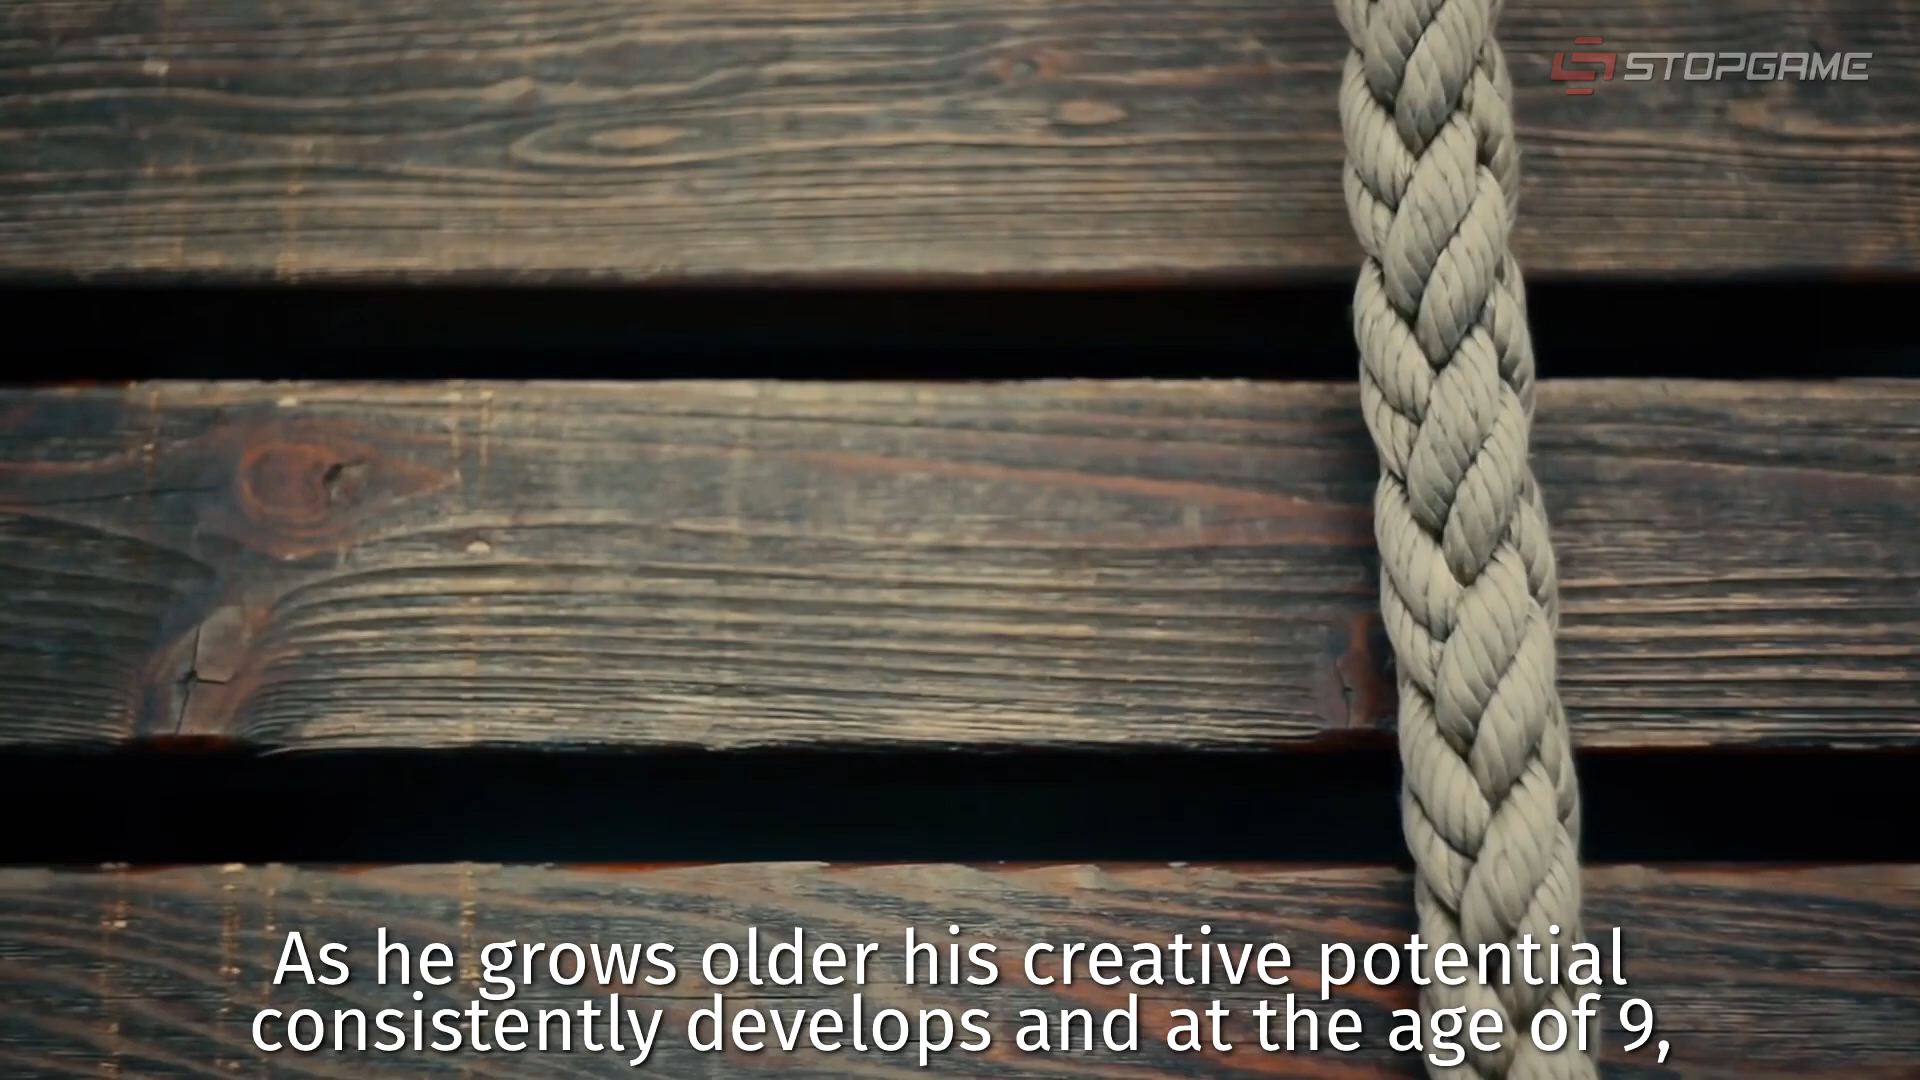 STOPGAME
As he grows older his creative potential
consistently develops and at the age of 9,